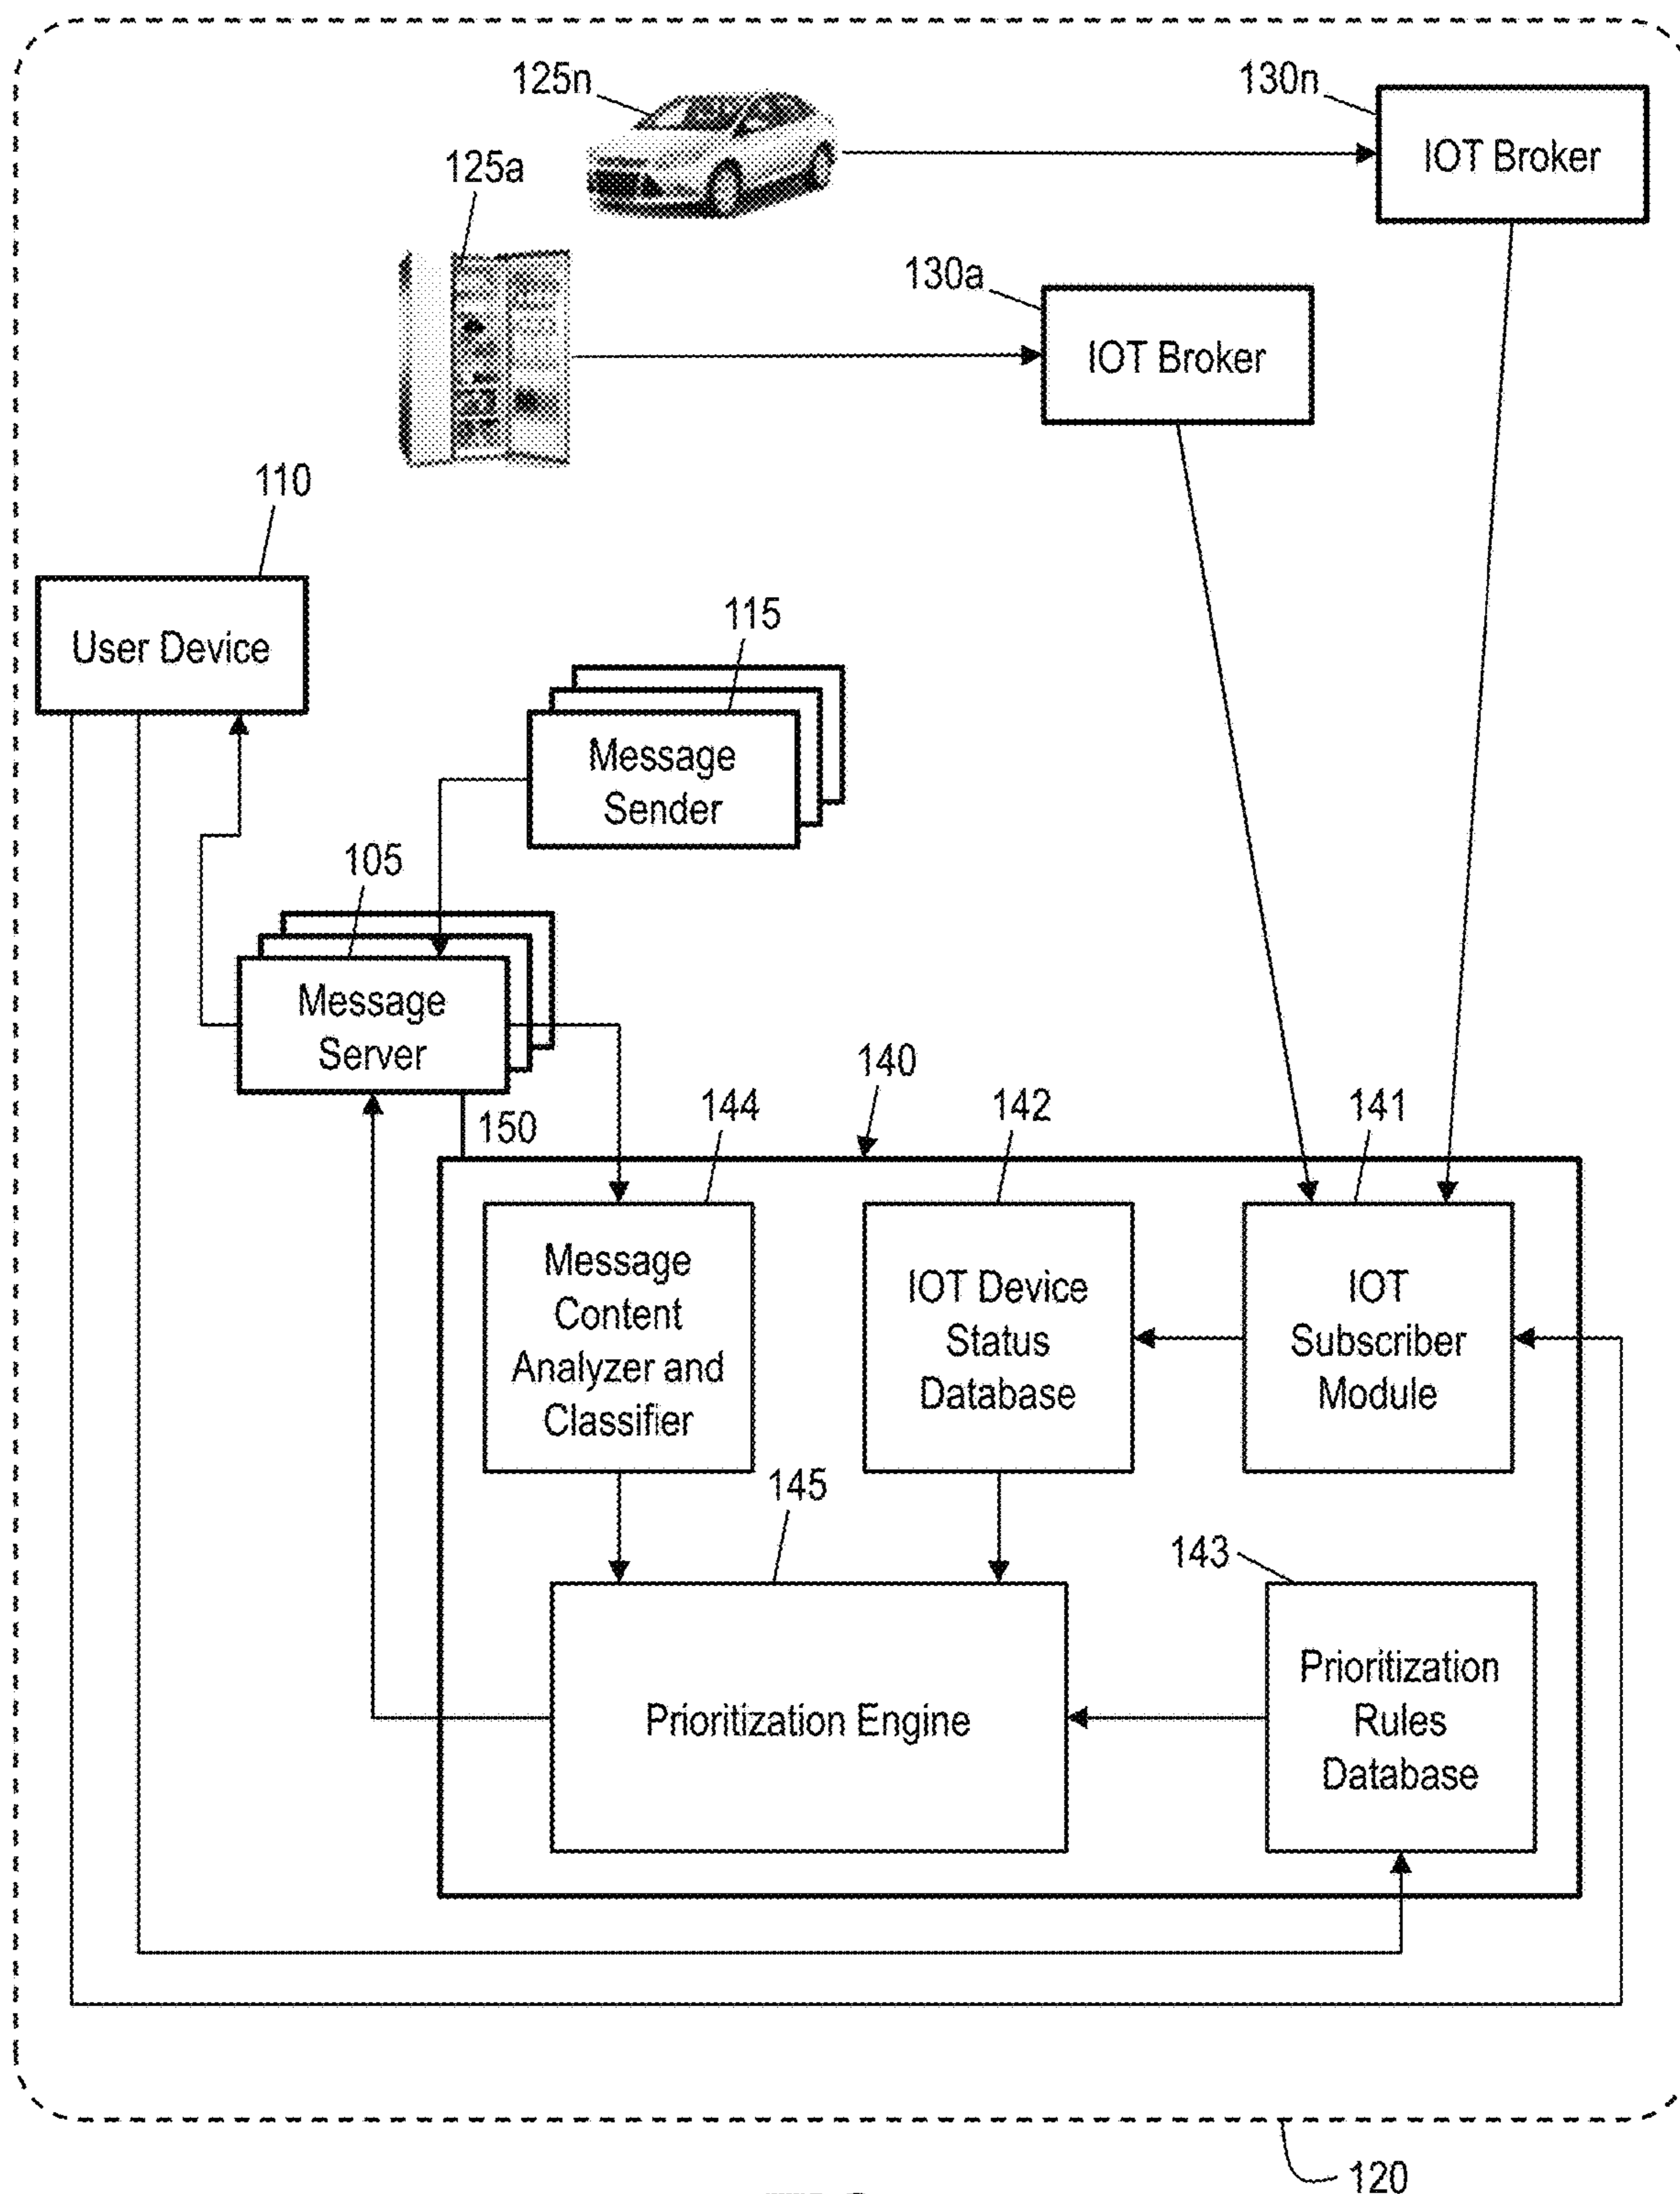 125n
130n
IOT Broker
125a
130a
IOT Broker
110
User Device
115
Message
Sender
105
Message
Server
140
150
144
142
141
Message
Content
Analyzer and
Classifier
IOT Device
Status
Database
IOT
Subscriber
Module
145
143
Prioritization Engine
Prioritization
Rules
Database
120